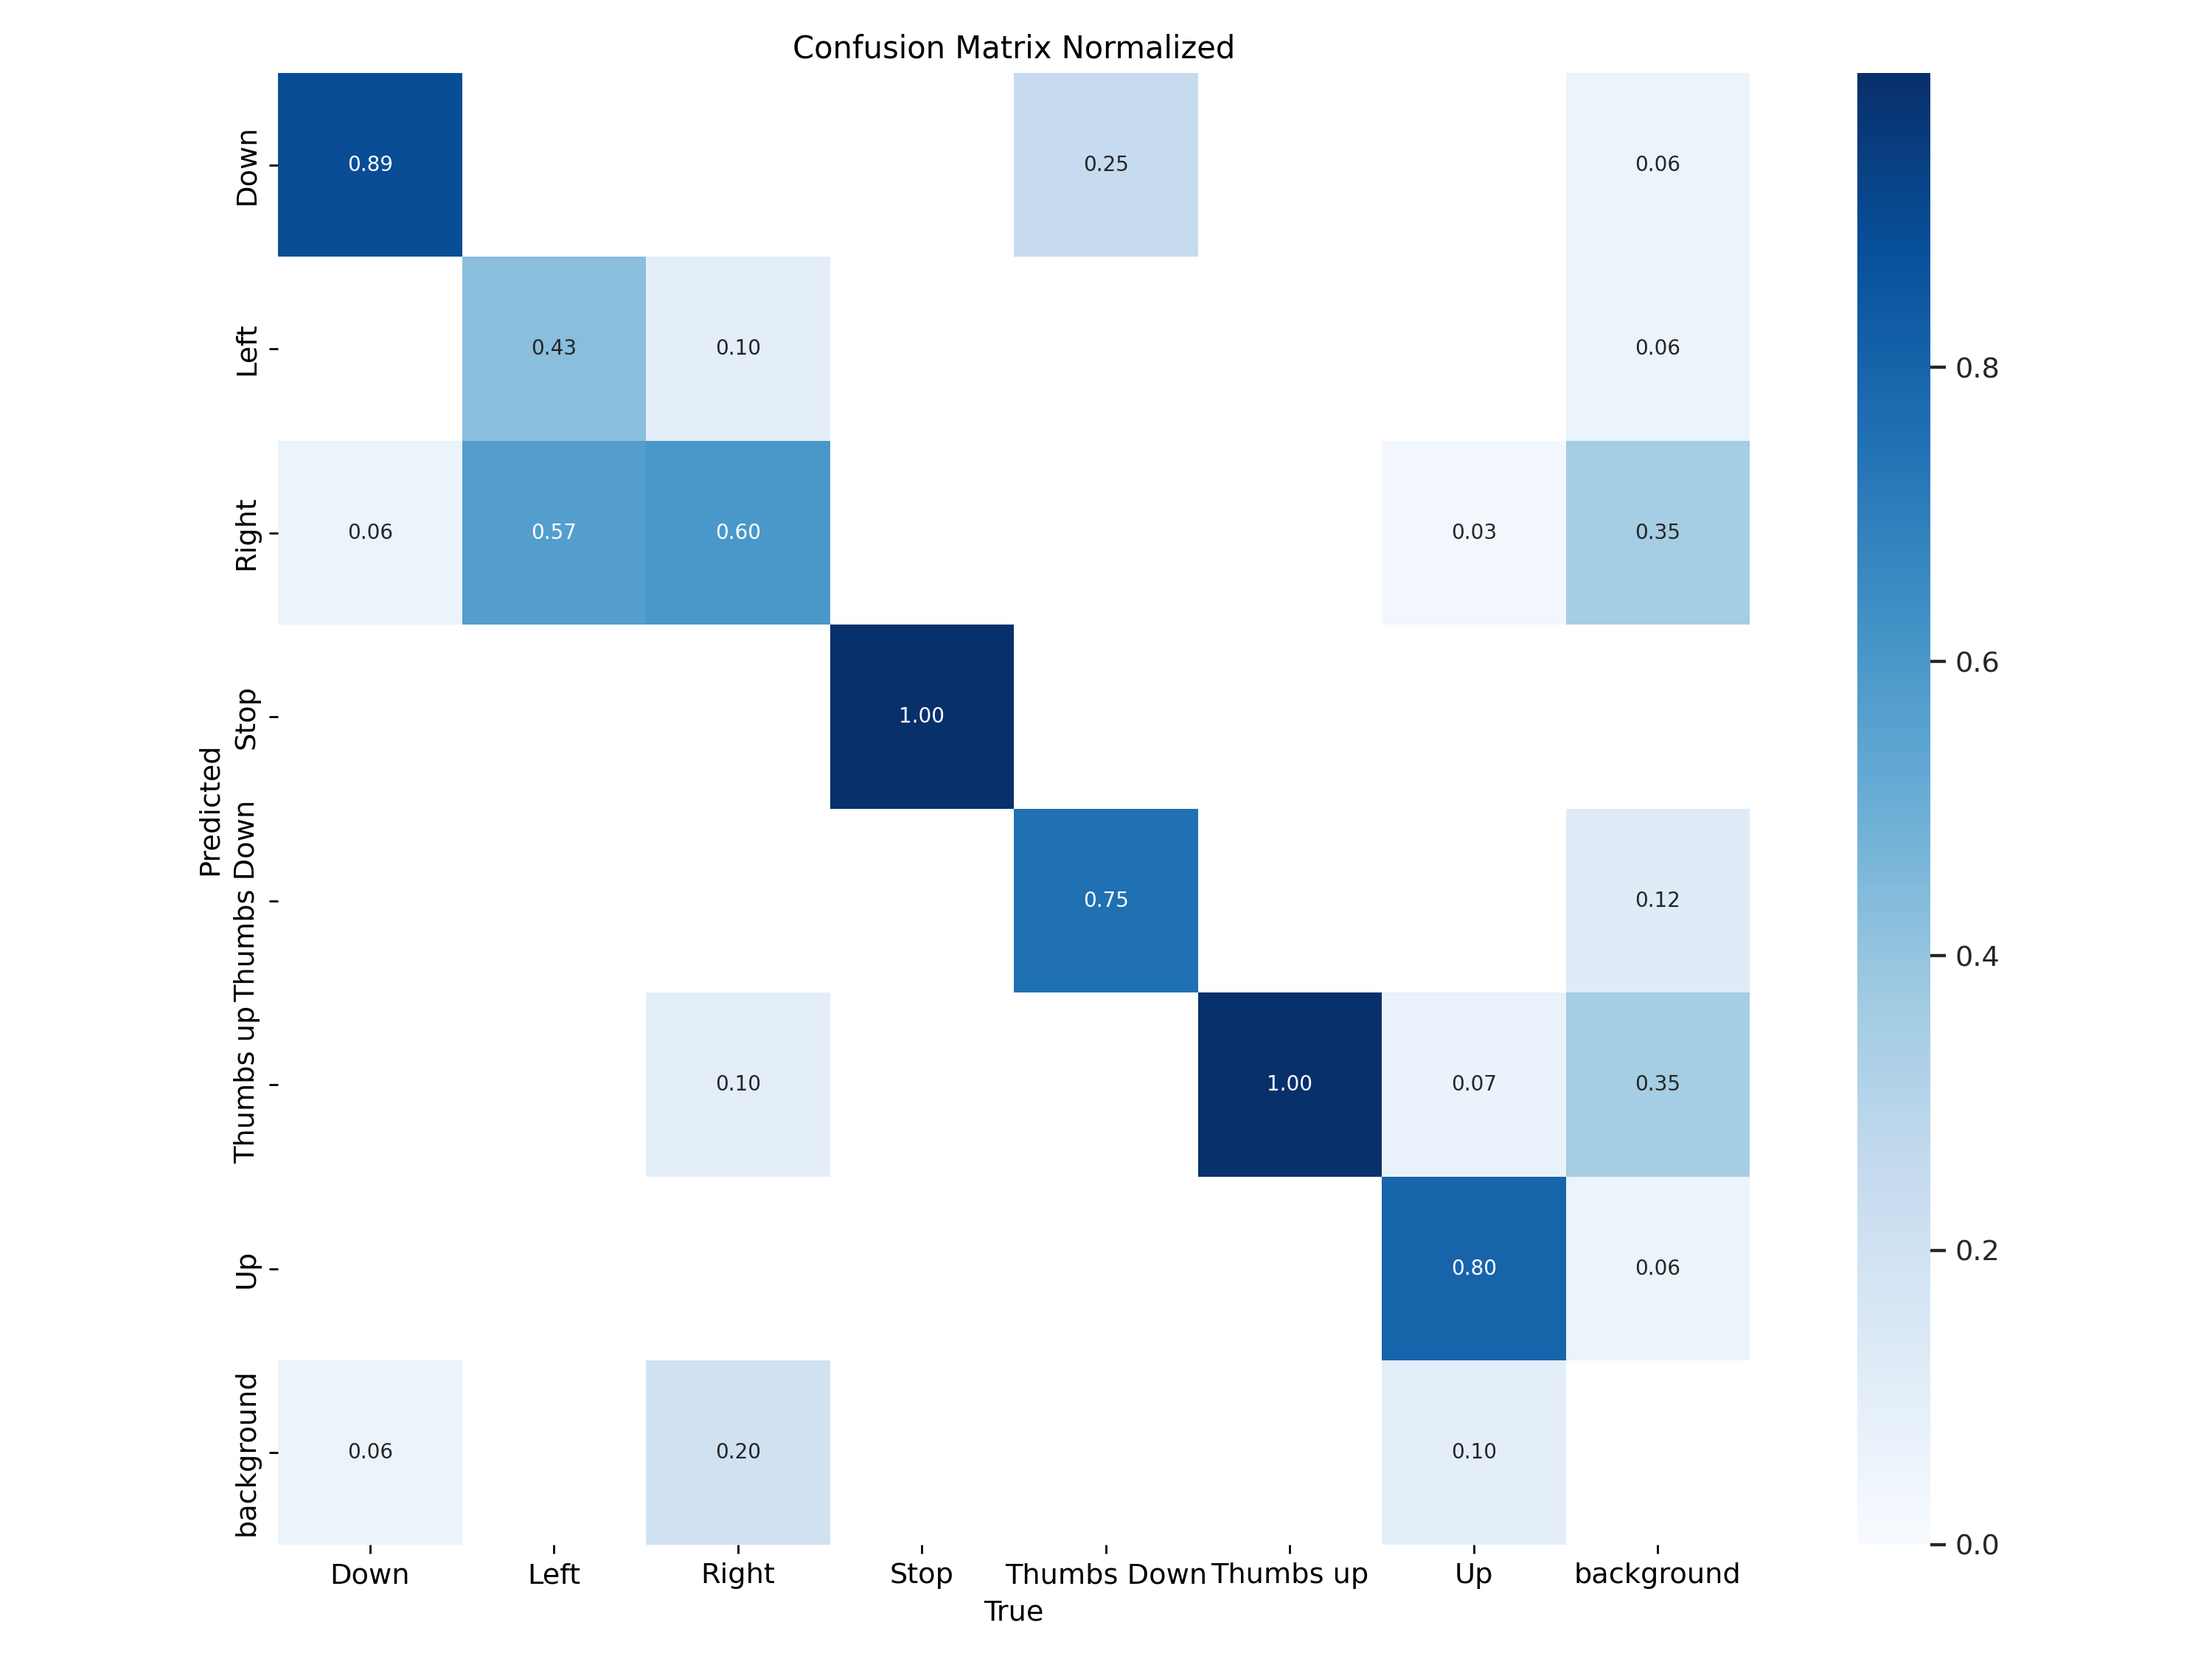 Confusion Matrix Normalized
Down
0.89
0.25
0.06
Left
0.43
0.10
0.06
0.8
Right
0.06
0.57
0.60
0.03
0.35
0.6
Stop
1.00
Predicted
Thumbs Down
0.75
0.12
0.4
Thumbs up
0.10
1.00
0.07
0.35
Up
0.80
0.06
0.2
background
0.06
0.20
0.10
0.0
Down Left Right Stop Thumbs Down Thumbs up Up background
True